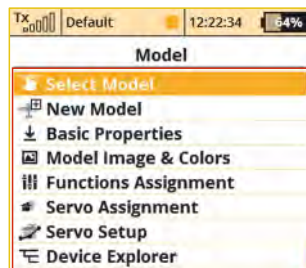 Tx Default 12:22:34 64%
Model
Select Model
New Model
Basic Properties
Model Image & Colors
Functions Assignment
Servo Assignment
Servo Setup
Device Explorer